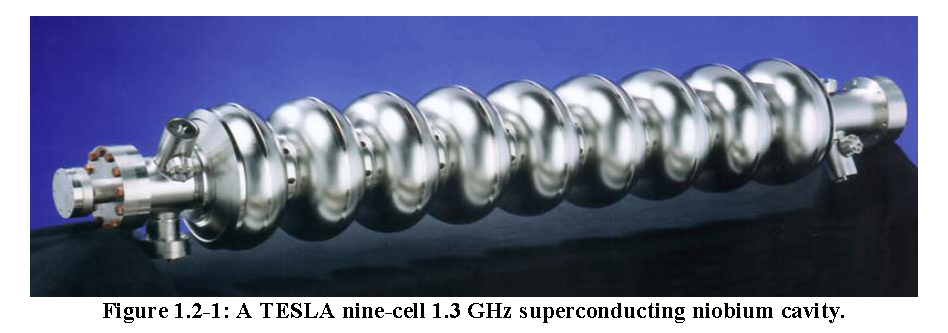 Figure 1.2-1: A TESLA nine-cell 1.3 GHz superconducting niobium cavity.